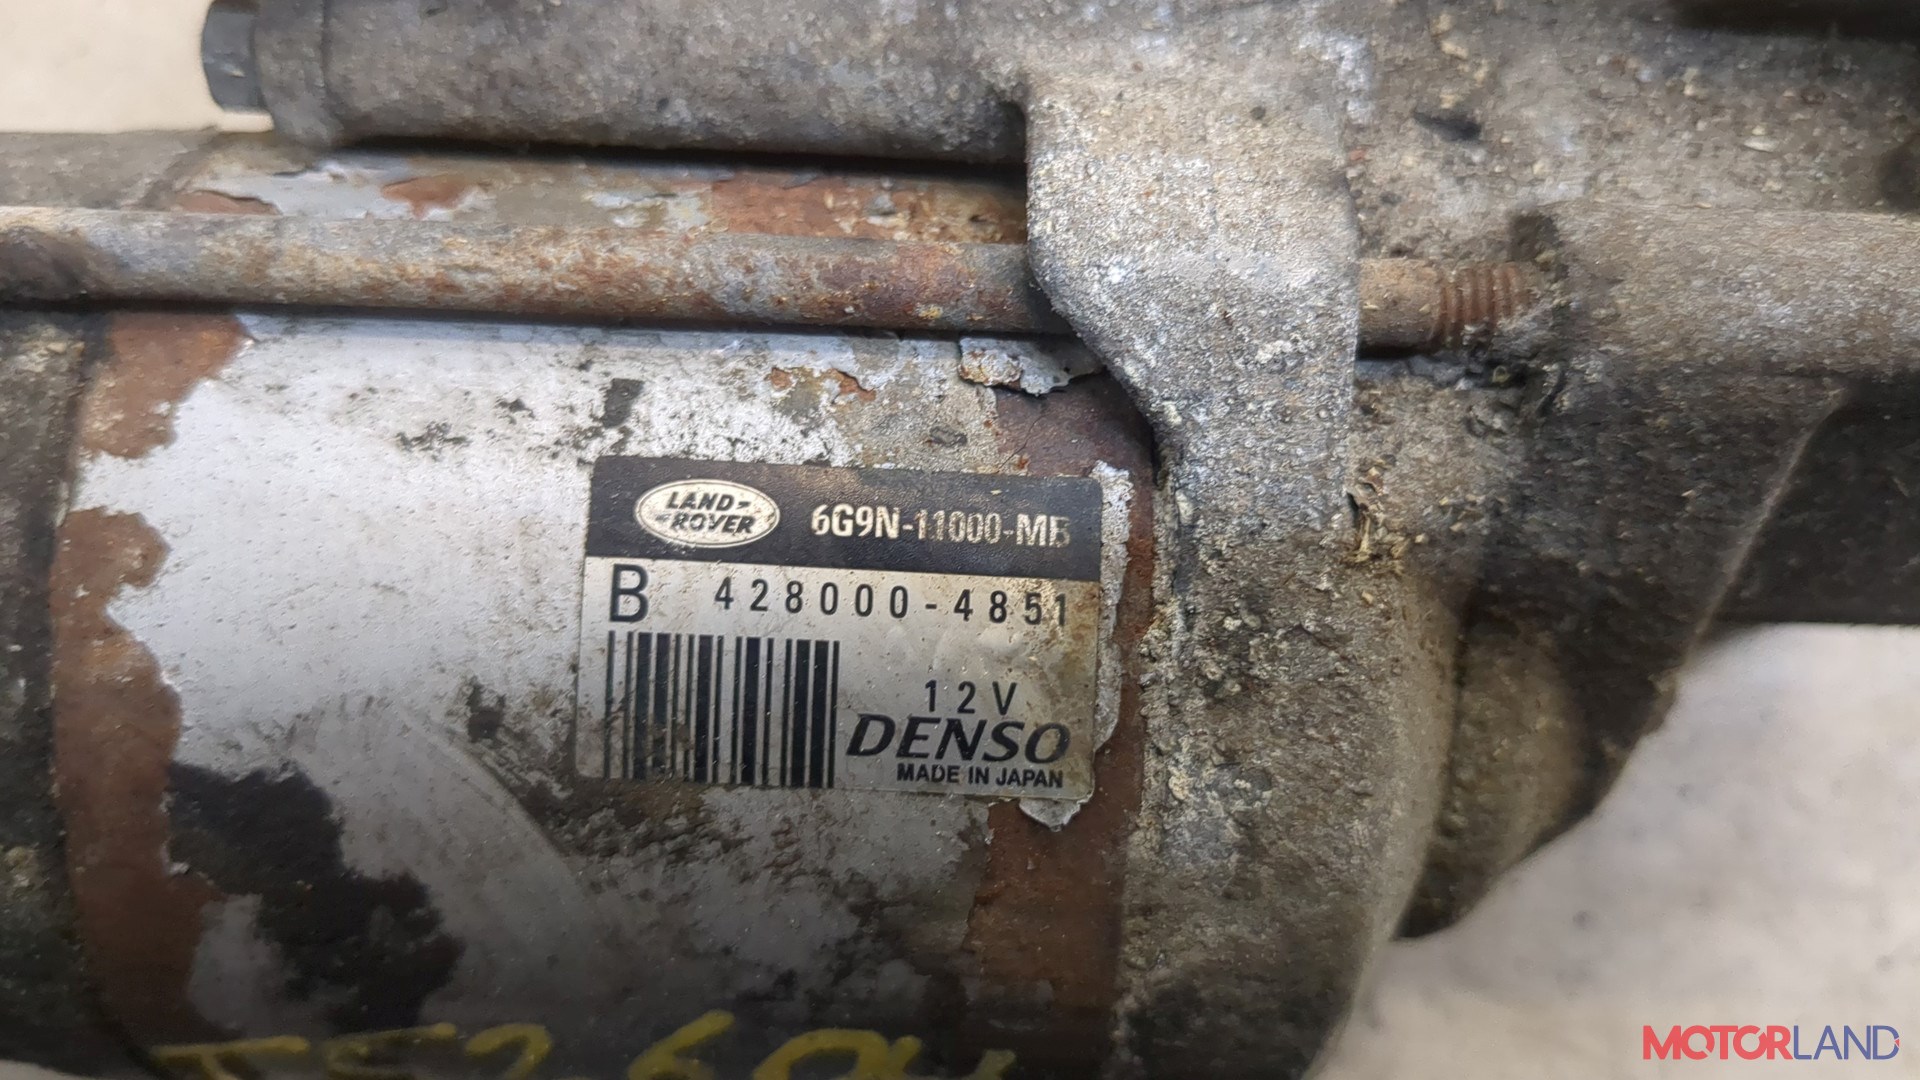 LAND-
-ROVER
6G9N-11000-MB
B 428000-4851
12V
DENSO
MADE IN JAPAN
MOTORLAND